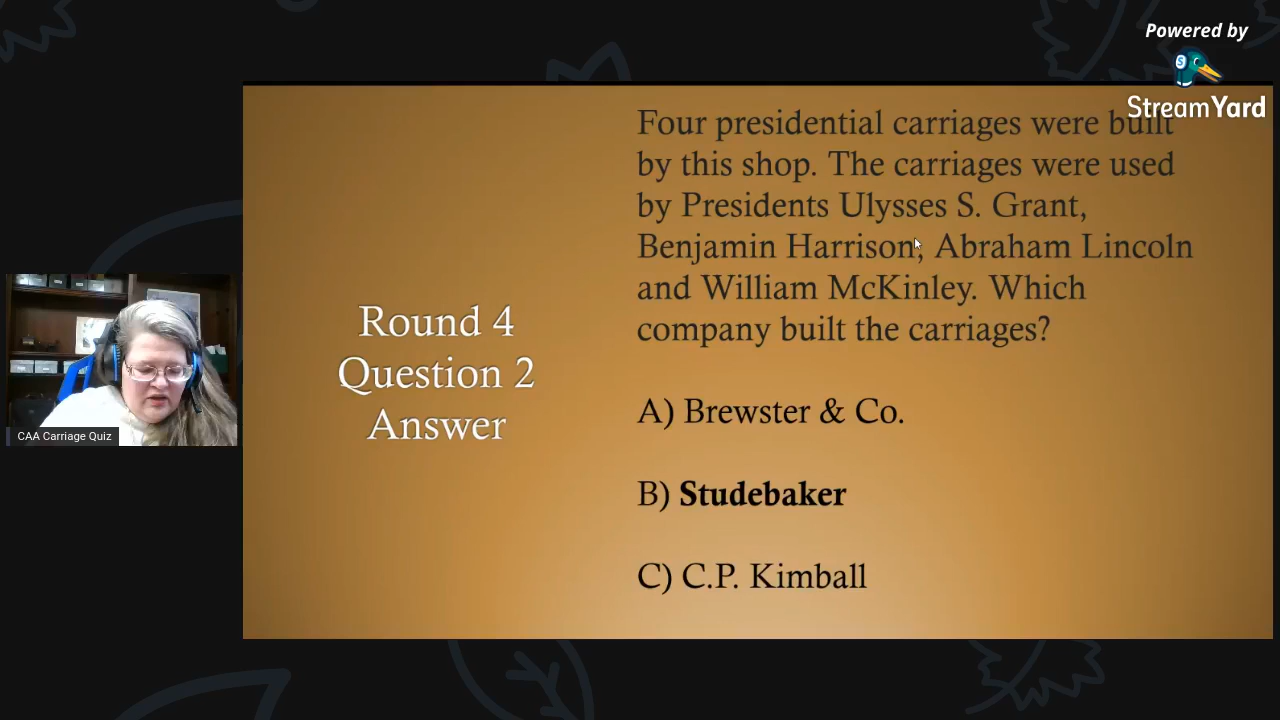 Powered by
StreamYard
Four presidential carriages were built
by this shop. The carriages were used
by Presidents Ulysses S. Grant,
Benjamin Harrison, Abraham Lincoln
and William McKinley. Which
company built the carriages?
Round 4
Question 2
Answer
A) Brewster & Co.
B) Studebaker
C) C.P. Kimball
CAA Carriage Quiz